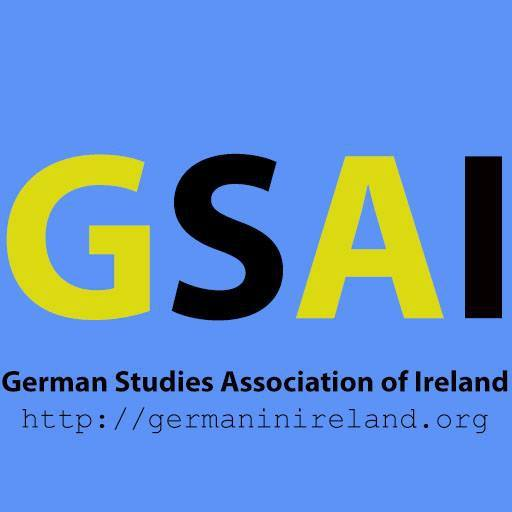 GSAI
German Studies Association of Ireland
http://germaninireland.org